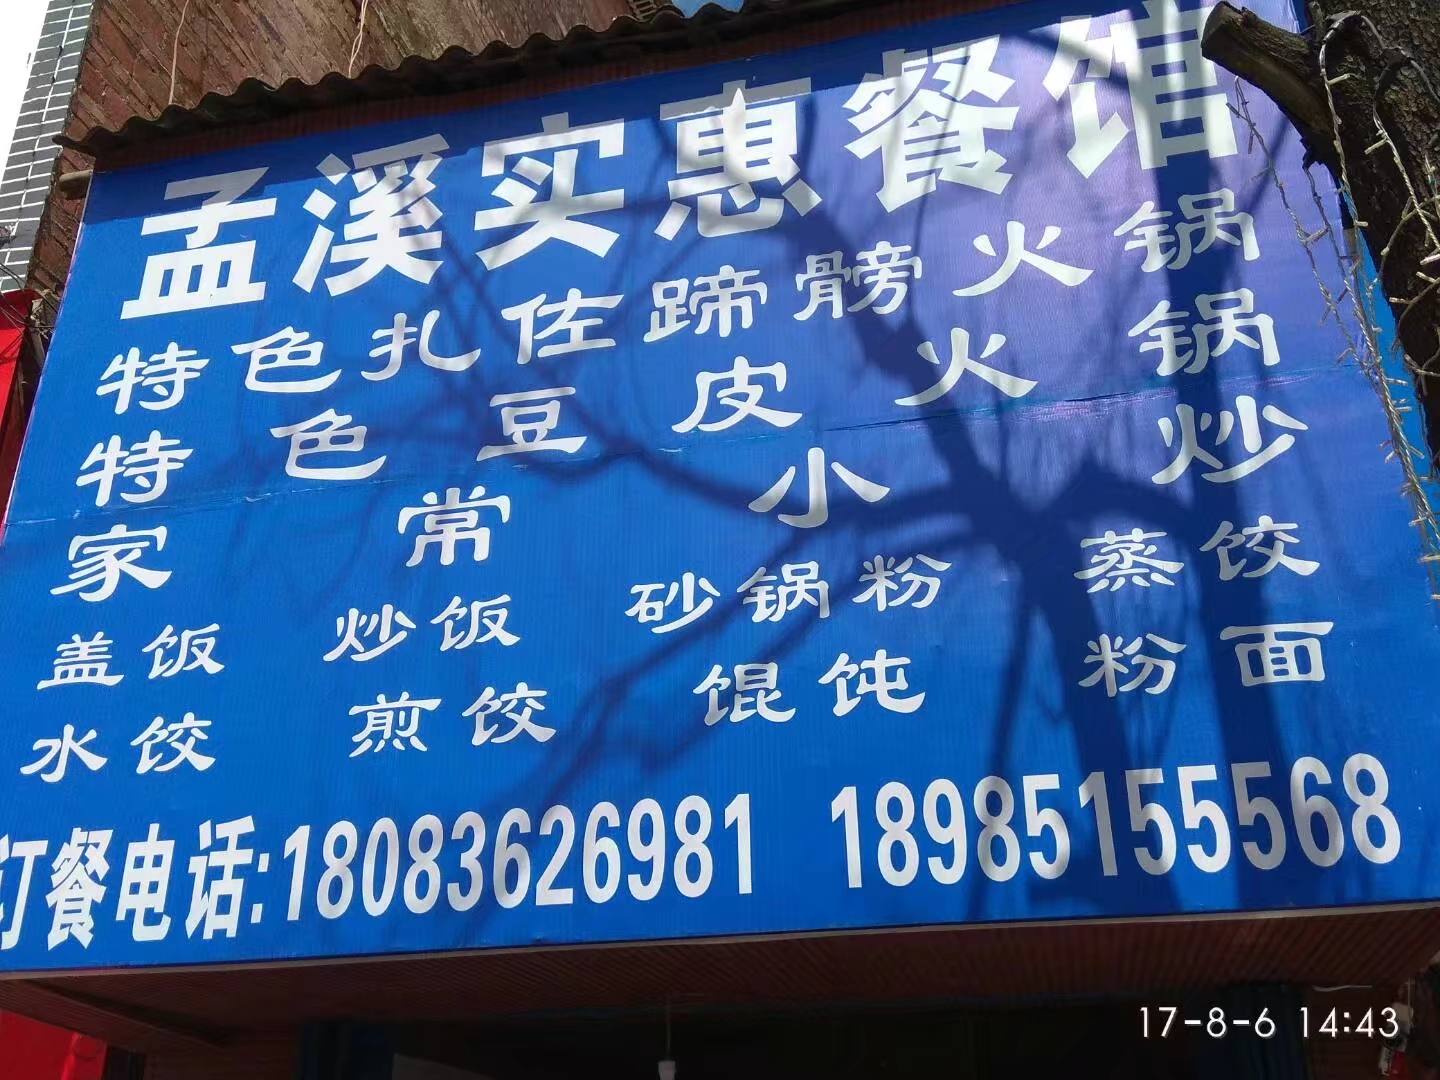 孟溪实惠餐馆
特色扎佐蹄髈火锅
特色豆皮火锅
家常小炒
盖饭 炒饭 砂锅粉 蒸饺
水饺 煎饺 馄饨 粉面
订餐电话:18083626981 18985155568
17-8-6 14:43